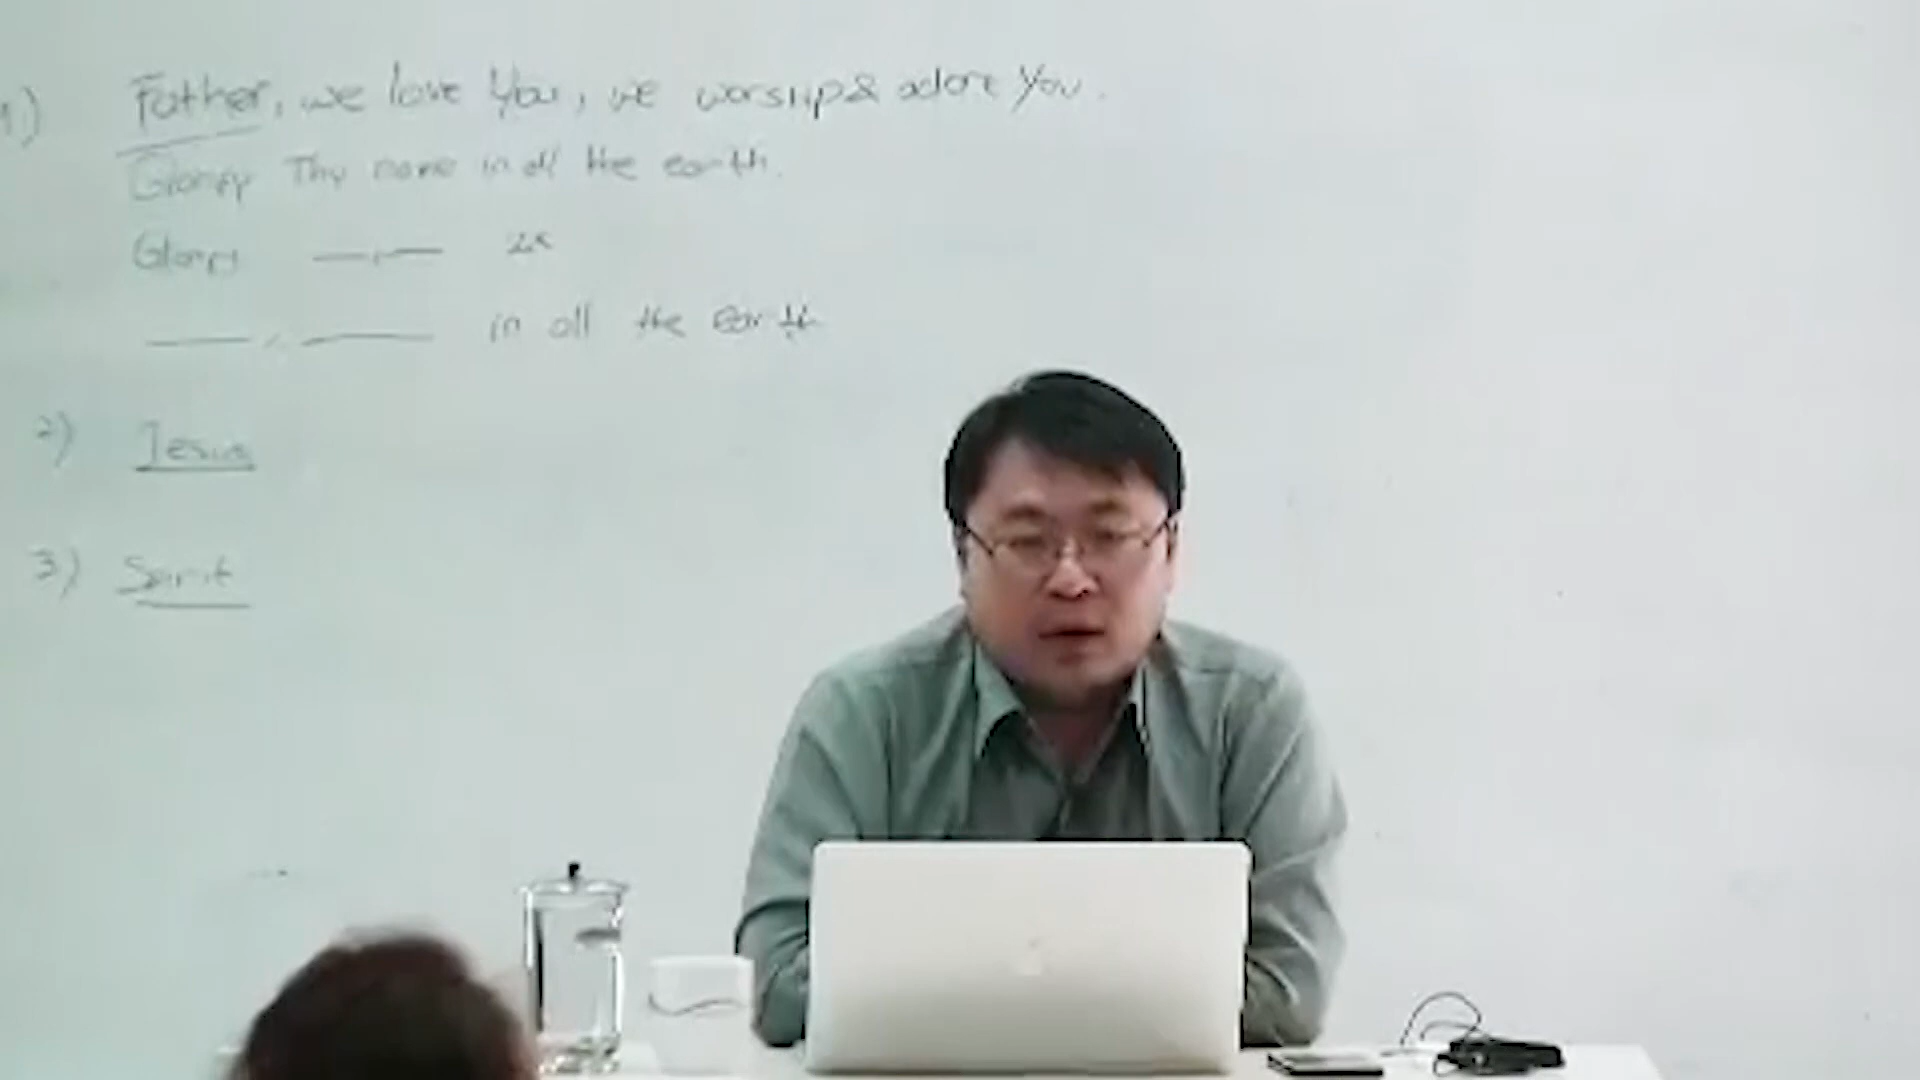 1.) Father, we love You, we worship & adore You.
Glorify Thy name in all the earth.
Glorify ——,—— 2x
——, —— in all the earth
2) Jesus
3) Spirit